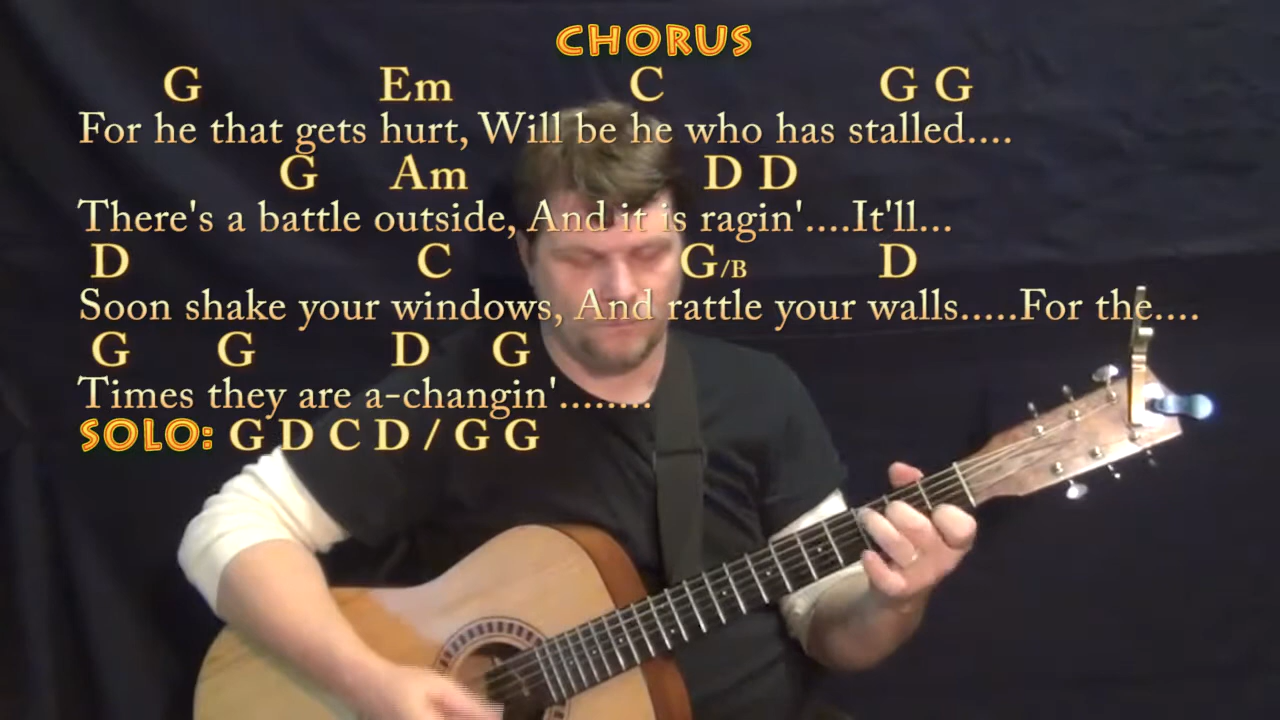 CHORUS
G Em C G G
For he that gets hurt, Will be he who has stalled....
G Am D D
There's a battle outside, And it is ragin'....It'll...
D C G/B D
Soon shake your windows, And rattle your walls.....For the....
G G D G
Times they are a-changin'........
SOLO: G D C D / G G